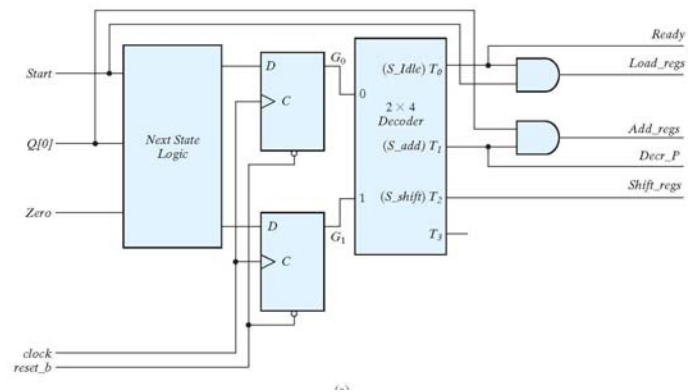 Ready
Load_regs
Start
D
G0
C
0
(S_Idle) T0
2 × 4
Decoder
Q[0]
Next State
Logic
(S_add) T1
Add_regs
Decr_P
Zero
D
G1
C
1
(S_shift) T2
Shift_regs
T3
clock
reset_b